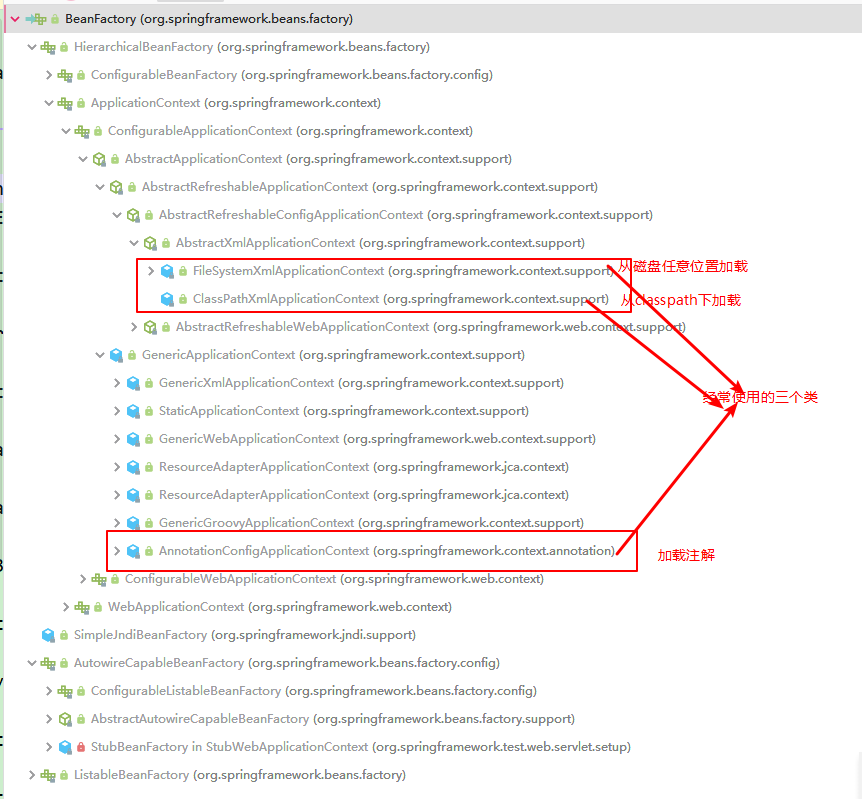 BeanFactory (org.springframework.beans.factory)
HierarchicalBeanFactory (org.springframework.beans.factory)
ConfigurableBeanFactory (org.springframework.beans.factory.config)
ApplicationContext (org.springframework.context)
ConfigurableApplicationContext (org.springframework.context)
AbstractApplicationContext (org.springframework.context.support)
AbstractRefreshableApplicationContext (org.springframework.context.support)
AbstractRefreshableConfigApplicationContext (org.springframework.context.support)
AbstractXmlApplicationContext (org.springframework.context.support)
FileSystemXmlApplicationContext (org.springframework.context.support) 从磁盘任意位置加载
ClassPathXmlApplicationContext (org.springframework.context.support) 从classpath下加载
AbstractRefreshableWebApplicationContext (org.springframework.web.context.support)
GenericApplicationContext (org.springframework.context.support)
GenericXmlApplicationContext (org.springframework.context.support)
经常使用的三个类
StaticApplicationContext (org.springframework.context.support)
GenericWebApplicationContext (org.springframework.web.context.support)
ResourceAdapterApplicationContext (org.springframework.jca.context)
ResourceAdapterApplicationContext (org.springframework.jca.context)
GenericGroovyApplicationContext (org.springframework.context.support)
AnnotationConfigApplicationContext (org.springframework.context.annotation) 加载注解
ConfigurableWebApplicationContext (org.springframework.web.context)
WebApplicationContext (org.springframework.web.context)
SimpleJndiBeanFactory (org.springframework.jndi.support)
AutowireCapableBeanFactory (org.springframework.beans.factory.config)
ConfigurableListableBeanFactory (org.springframework.beans.factory.config)
AbstractAutowireCapableBeanFactory (org.springframework.beans.factory.support)
StubBeanFactory in StubWebApplicationContext (org.springframework.test.web.servlet.setup)
ListableBeanFactory (org.springframework.beans.factory)